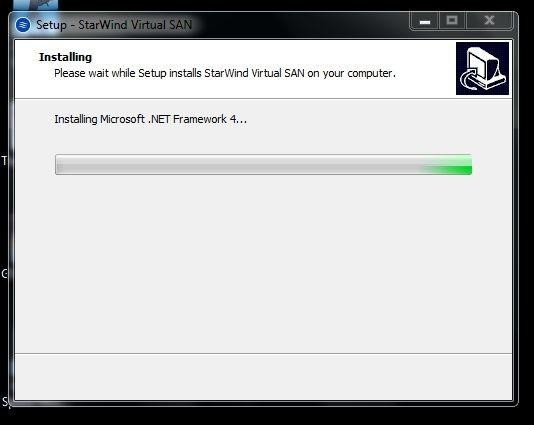 Setup - StarWind Virtual SAN
Installing
Please wait while Setup installs StarWind Virtual SAN on your computer.
Installing Microsoft .NET Framework 4...